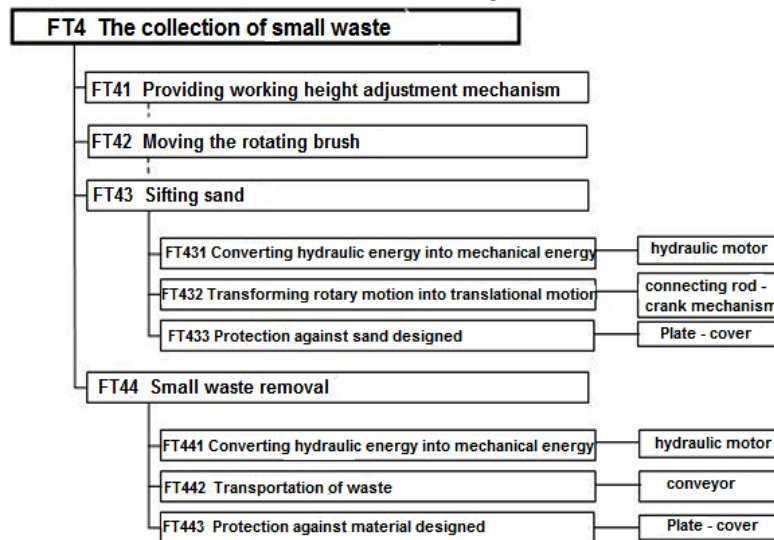 FT4 The collection of small waste
FT41 Providing working height adjustment mechanism
FT42 Moving the rotating brush
FT43 Sifting sand
FT431 Converting hydraulic energy into mechanical energy
hydraulic motor
FT432 Transforming rotary motion into translational motion
connecting rod -
crank mechanism
FT433 Protection against sand designed
Plate - cover
FT44 Small waste removal
FT441 Converting hydraulic energy into mechanical energy
hydraulic motor
FT442 Transportation of waste
conveyor
FT443 Protection against material designed
Plate - cover